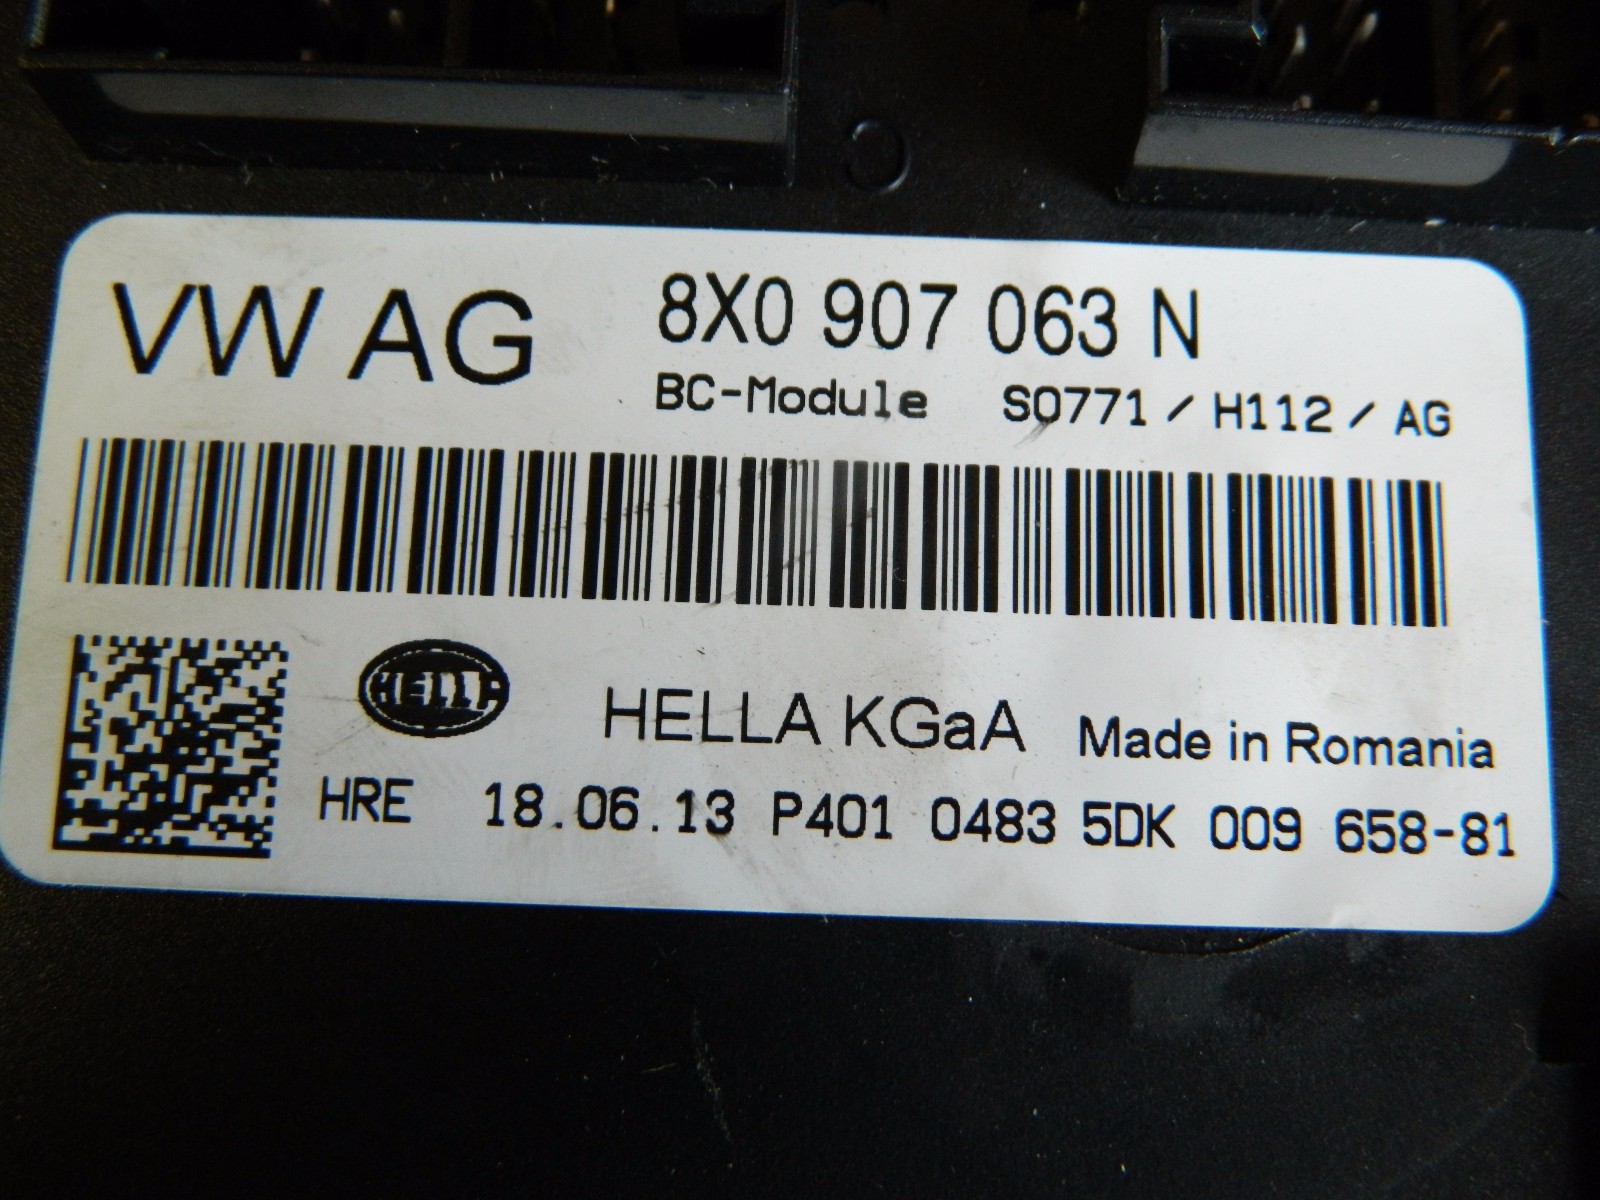 VW AG 8X0 907 063 N
BC-Module S0771 / H112 / AG
HELLA HELLA KGaA Made in Romania
HRE 18.06.13 P401 0483 5DK 009 658-81